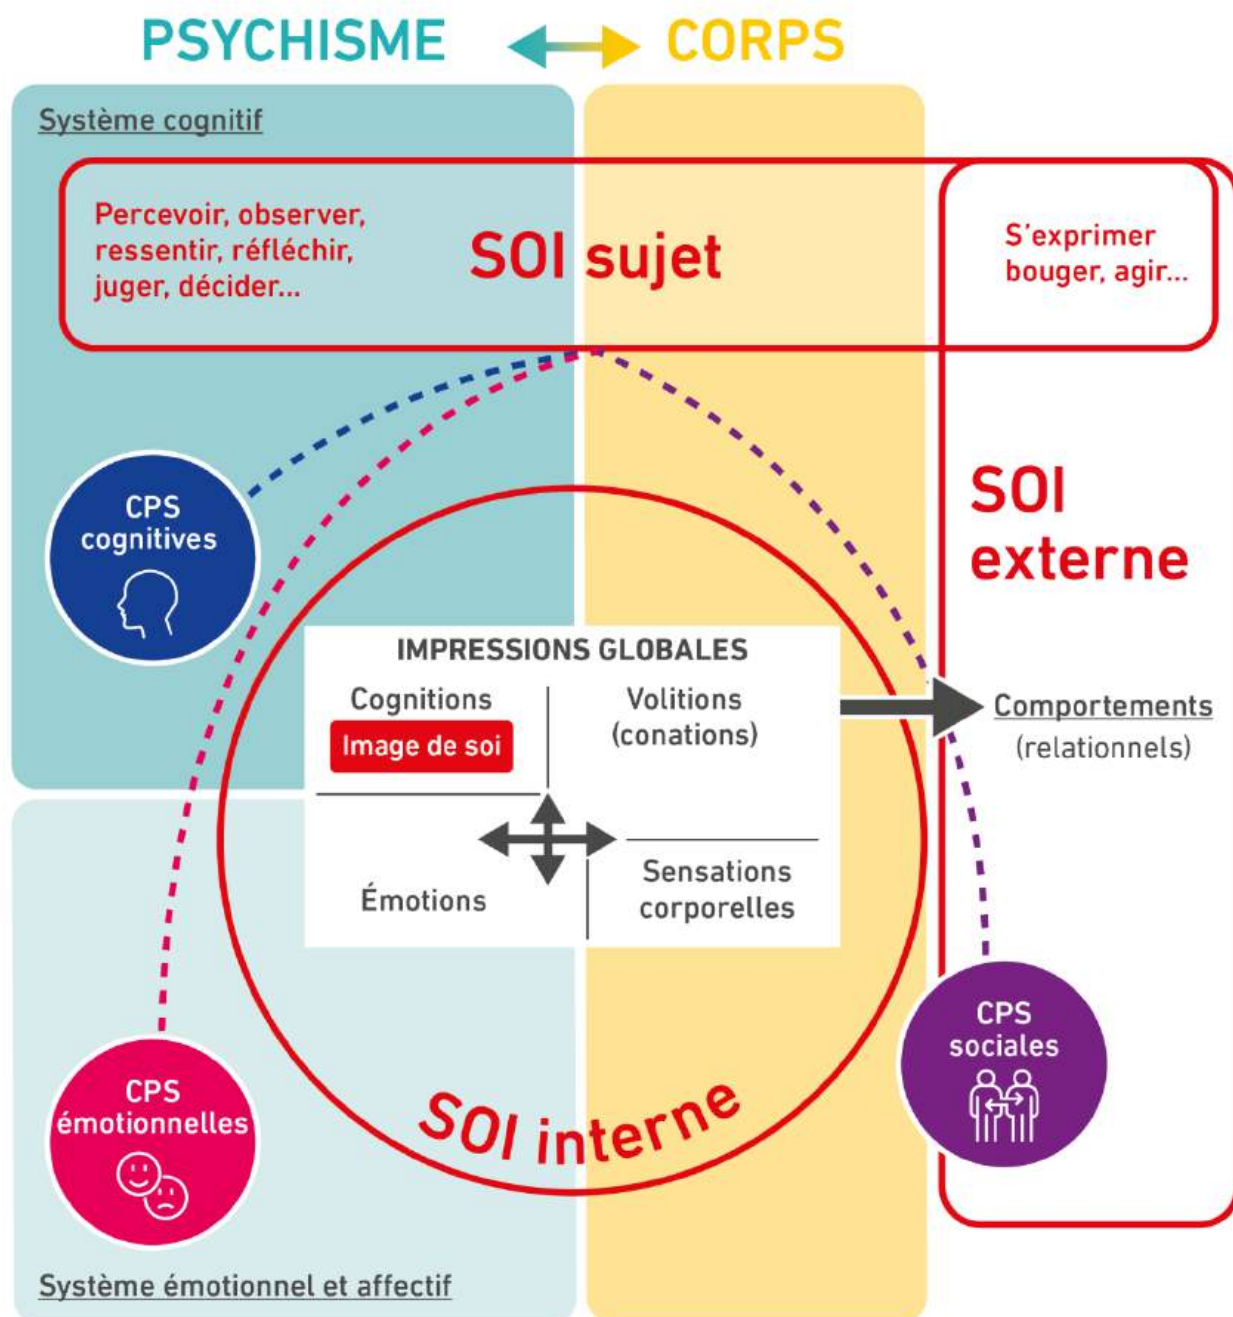 PSYCHISME CORPS
Système cognitif
Percevoir, observer,
ressentir, réfléchir,
juger, décider...
SOI sujet
S'exprimer
bouger, agir...
CPS
cognitives
SOI
externe
IMPRESSIONS GLOBALES
Cognitions
Image de soi
Volitions
(conations)
Comportements
(relationnels)
Émotions
Sensations
corporelles
CPS
sociales
CPS
émotionnelles
SOI interne
Système émotionnel et affectif